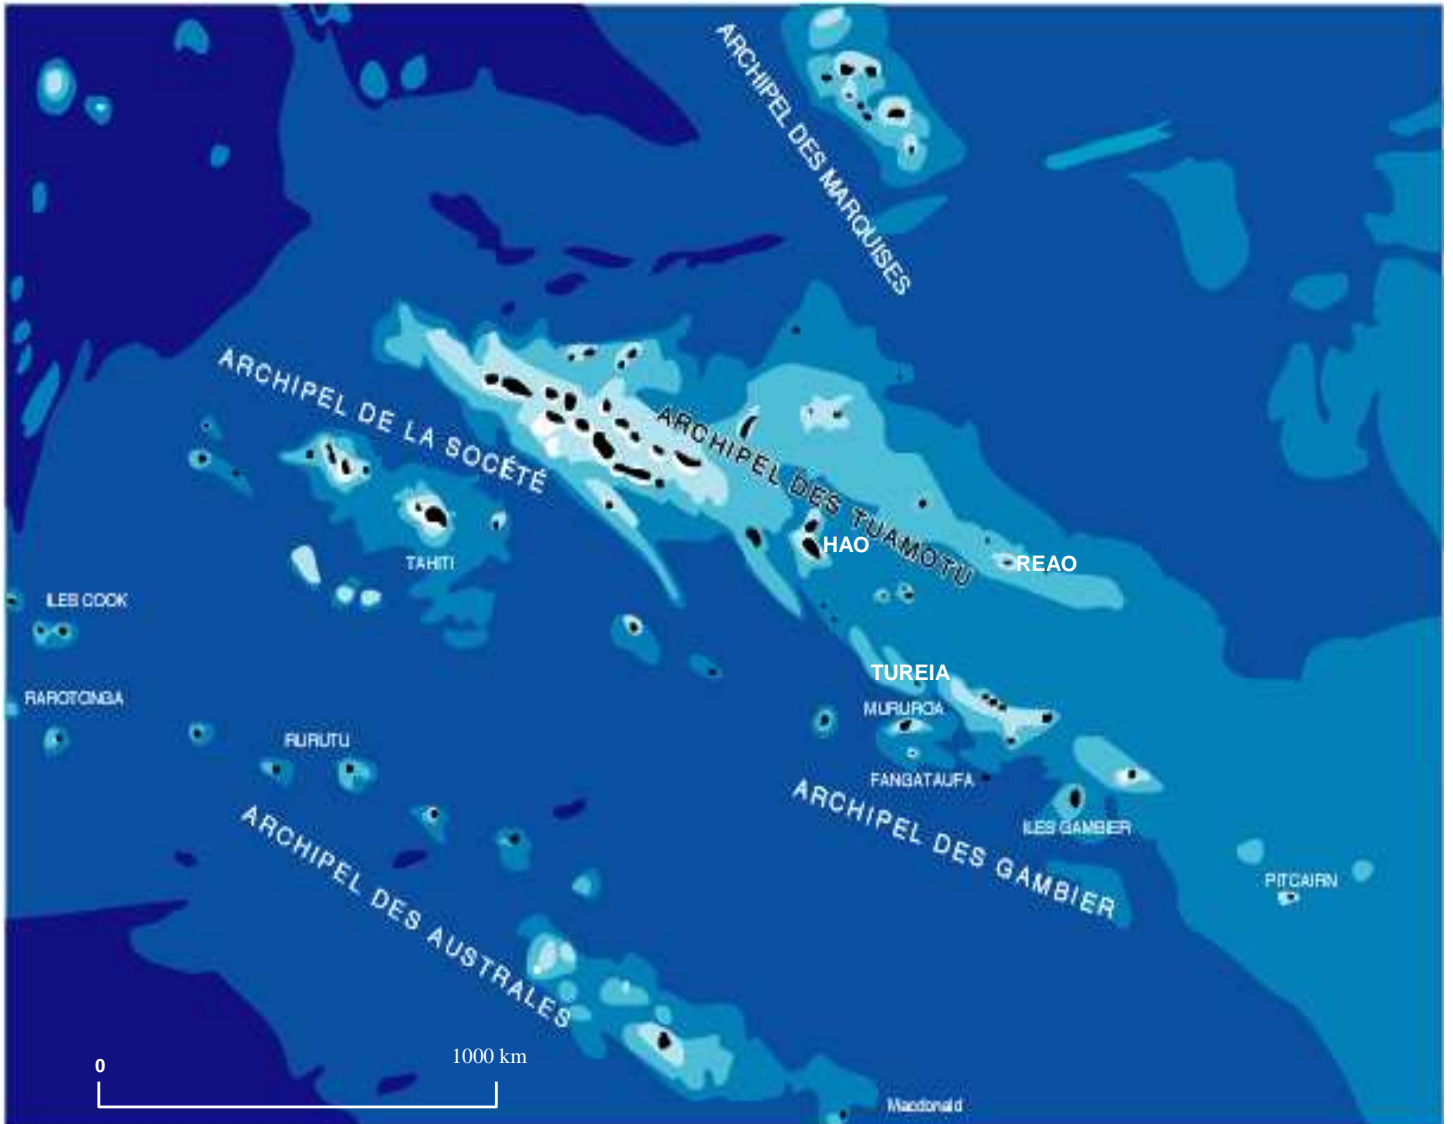 ARCHIPEL DES MARQUISES
ARCHIPEL DE LA SOCÉTÉ
ARCHIPEL DES TUAMOTU
HAO
REAO
TAHITI
ILES COOK
TUREIA
RAROTONGA
MURUROA
RURUTU
FANGATAUFA
ARCHIPEL DES GAMBIER
ILES GAMBIER
PITCAIRN
ARCHIPEL DES AUSTRALES
0
1000 km
Macdonald